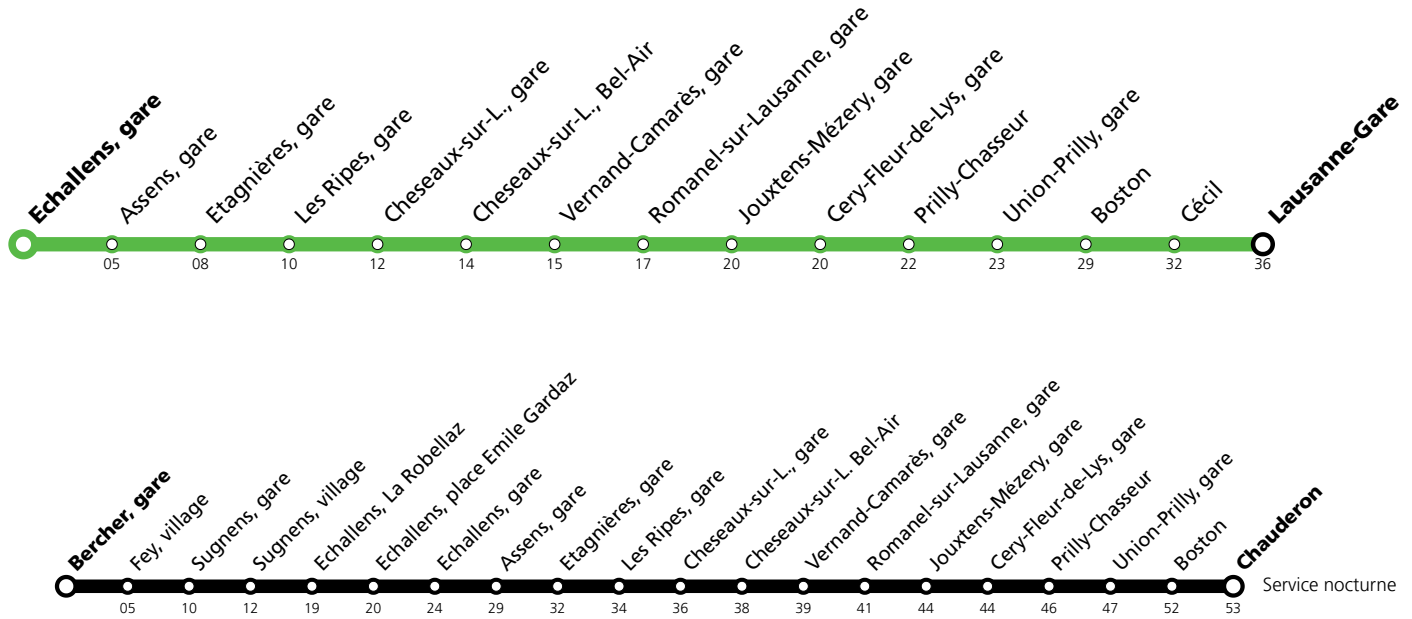 Echallens, gare
Assens, gare
Etagnières, gare
Les Ripes, gare
Cheseaux-sur-L., gare
Cheseaux-sur-L., Bel-Air
Vernand-Camarès, gare
Romanel-sur-Lausanne, gare
Jouxtens-Mézery, gare
Cery-Fleur-de-Lys, gare
Prilly-Chasseur
Union-Prilly, gare
Boston
Cécil
Lausanne-Gare
05 08 10 12 14 15 17 20 20 22 23 29 32 36
Bercher, gare
Fey, village
Sugnens, gare
Sugnens, village
Echallens, La Robellaz
Echallens, place Emile Gardaz
Echallens, gare
Assens, gare
Etagnières, gare
Les Ripes, gare
Cheseaux-sur-L., gare
Cheseaux-sur-L. Bel-Air
Vernand-Camarès, gare
Romanel-sur-Lausanne, gare
Jouxtens-Mézery, gare
Cery-Fleur-de-Lys, gare
Prilly-Chasseur
Union-Prilly, gare
Boston
Chauderon
Service nocturne
05 10 12 19 20 24 29 32 34 36 38 39 41 44 44 46 47 52 53